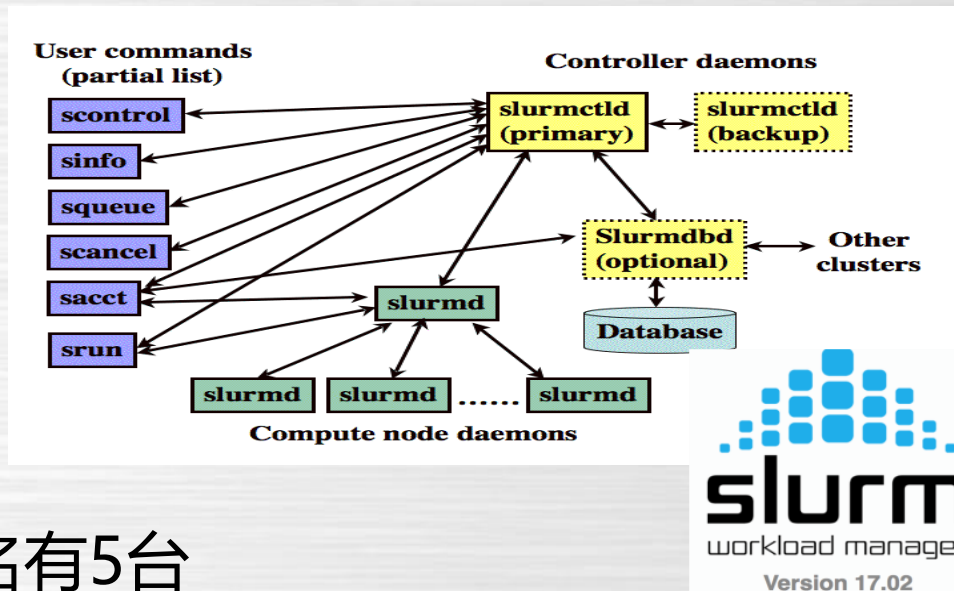 User commands
(partial list)
Controller daemons
scontrol
sinfo
squeue
scancel
sacct
srun
slurmctld
(primary)
slurmctld
(backup)
Slurmdbd
(optional)
Other
clusters
slurmd
Database
slurmd
slurmd
......
slurmd
Compute node daemons
slurm
workload manage
Version 17.02
名有5台